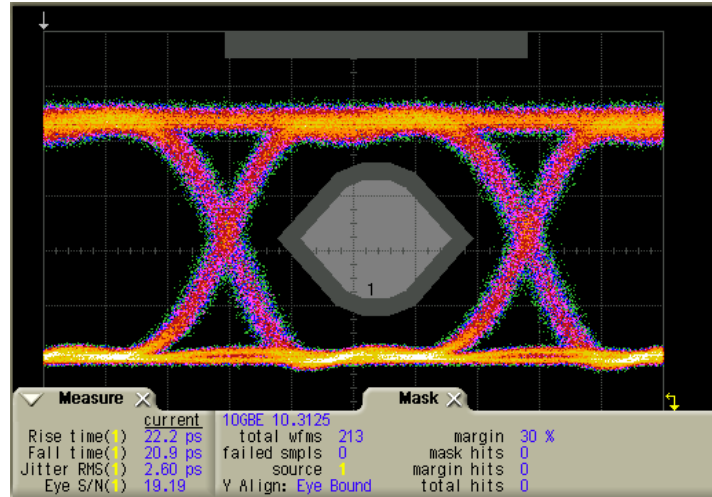 1
Measure
Mask
current
Rise time(1) 22.2 ps
Fall time(1) 20.9 ps
Jitter RMS(1) 2.60 ps
Eye S/N(1) 19.19
10GBE 10.3125
total wfms 213
failed smpls 0
source 1
Y Align: Eye Bound
margin 30 %
mask hits 0
margin hits 0
total hits 0